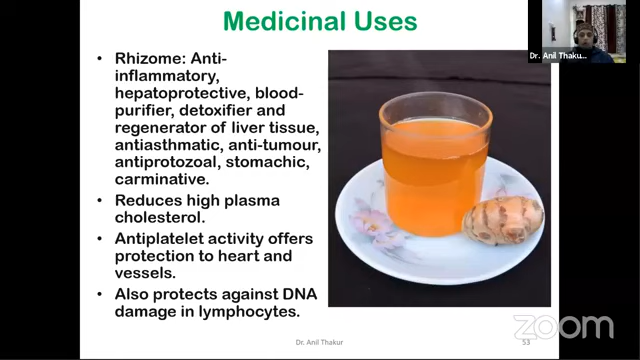 Medicinal Uses
Dr. Anil Thaku...
• Rhizome: Anti-
inflammatory,
hepatoprotective, blood-
purifier, detoxifier and
regenerator of liver tissue,
antiasthmatic, anti-tumour,
antiprotozoal, stomachic,
carminative.
• Reduces high plasma
cholesterol.
• Antiplatelet activity offers
protection to heart and
vessels.
• Also protects against DNA
damage in lymphocytes.
zoom
Dr. Anil Thakur
53